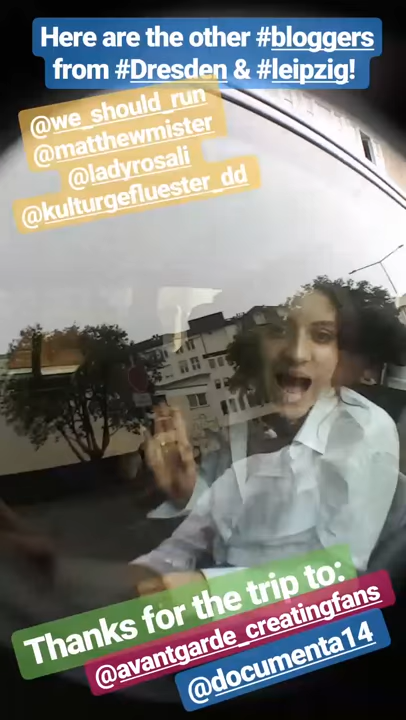 Here are the other #bloggers
from #Dresden & #leipzig!
@we_should_run
@matthewmister
@ladyrosali
@kulturgefluester_dd
Thanks for the trip to:
@avantgarde_creatingfans
@documenta14